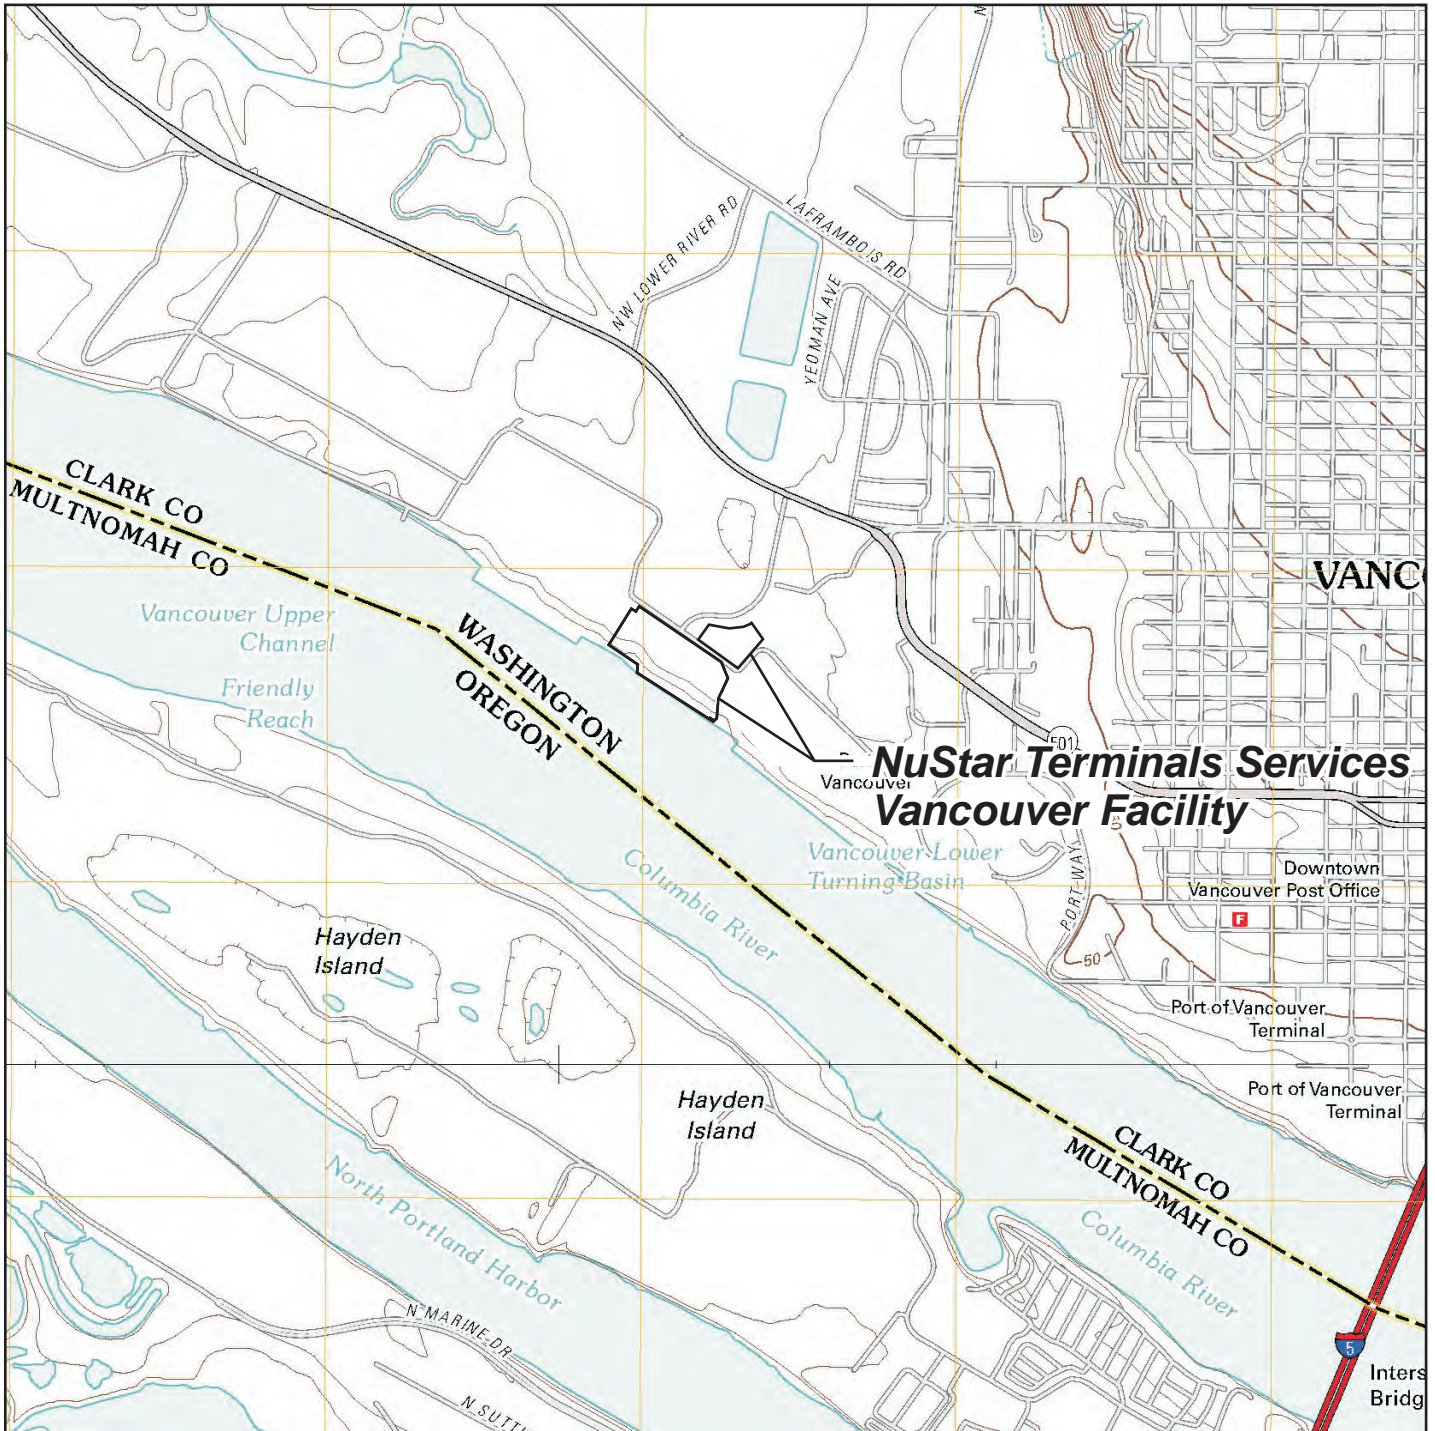 NW LOWER RIVER RD
LAFRAMBOIS RD
YEOMAN AVE
CLARK CO
MULTNOMAH CO
VANC
Vancouver Upper
Channel
WASHINGTON
OREGON
Friendly
Reach
501
NuStar Terminals Services
Vancouver Facility
Vancouver
Vancouver Lower
Turning Basin
Columbia River
PORT WAY
Downtown
Vancouver Post Office
F
Hayden
Island
50
Port of Vancouver
Terminal
Port of Vancouver
Terminal
Hayden
Island
CLARK CO
MULTNOMAH CO
North Portland Harbor
Columbia River
N MARINE DR
5
Inters
Bridg
N SUTT